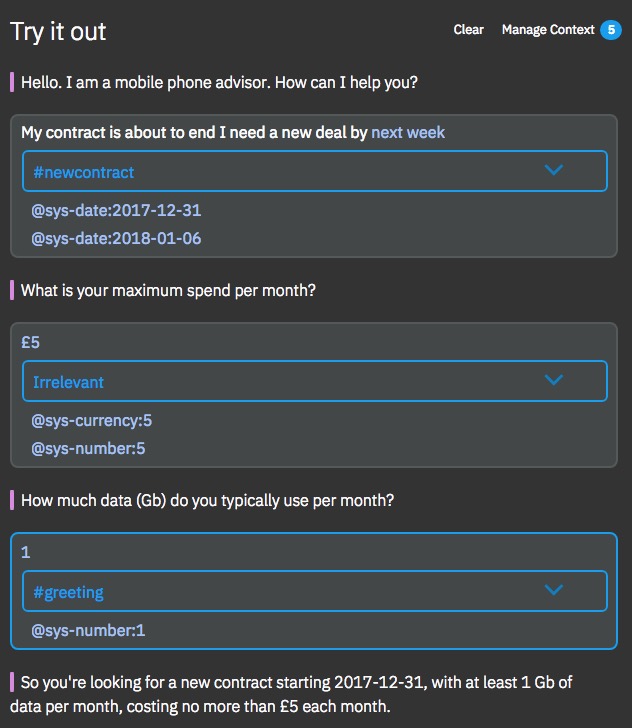 Try it out
Clear
Manage Context 5
Hello. I am a mobile phone advisor. How can I help you?
My contract is about to end I need a new deal by next week
#newcontract
@sys-date:2017-12-31
@sys-date:2018-01-06
What is your maximum spend per month?
£5
Irrelevant
@sys-currency:5
@sys-number:5
How much data (Gb) do you typically use per month?
1
#greeting
@sys-number:1
So you're looking for a new contract starting 2017-12-31, with at least 1 Gb of
data per month, costing no more than £5 each month.